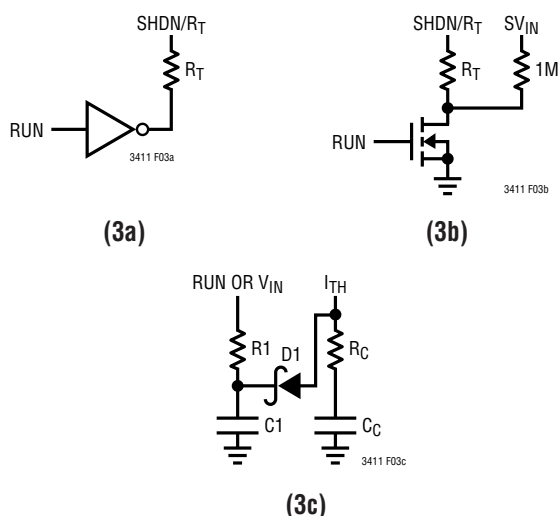 SHDN/RT
RT
RUN
3411 F03a
(3a)
SHDN/RT SVIN
RT 1M
RUN
3411 F03b
(3b)
RUN OR VIN ITH
R1 D1 RC
C1 CC
3411 F03c
(3c)